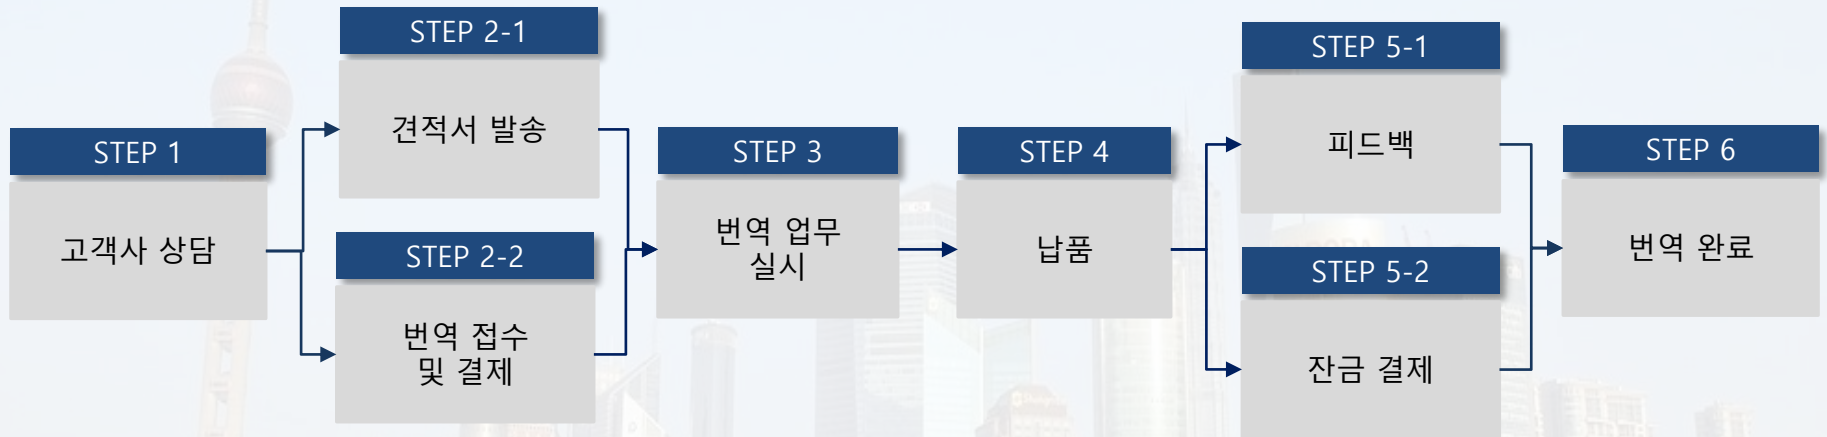 STEP 1
고객사 상담
STEP 2-1
견적서 발송
STEP 2-2
번역 접수
및 결제
STEP 3
번역 업무
실시
STEP 4
납품
STEP 5-1
피드백
STEP 5-2
잔금 결제
STEP 6
번역 완료